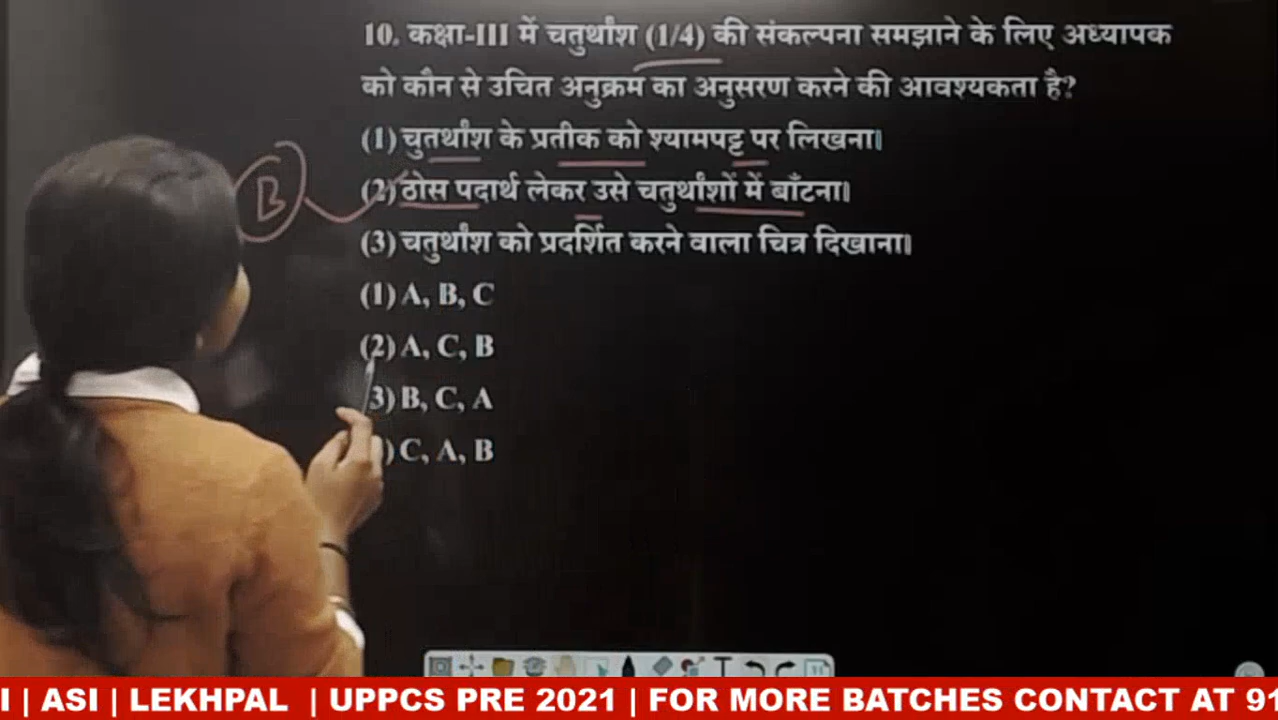 10. कक्षा-III में चतुर्थांश (1/4) की संकल्पना समझाने के लिए अध्यापक
को कौन से उचित अनुक्रम का अनुसरण करने की आवश्यकता है?
(1) चुतर्थांश के प्रतीक को श्यामपट्ट पर लिखना।
B
(2) ठोस पदार्थ लेकर उसे चतुर्थांशों में बाँटना।
(3) चतुर्थांश को प्रदर्शित करने वाला चित्र दिखाना।
(1) A, B, C
(2) A, C, B
3) B, C, A
) C, A, B
I | ASI | LEKHPAL | UPPCS PRE 2021 | FOR MORE BATCHES CONTACT AT 91